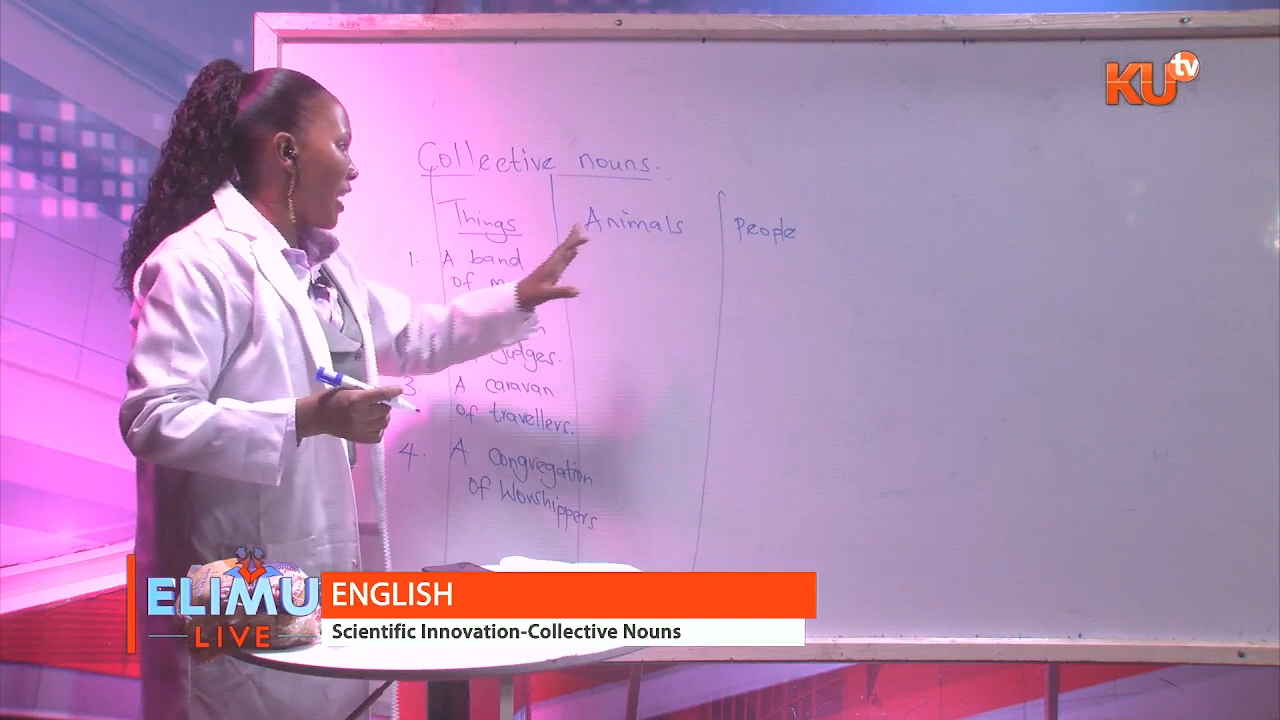 KU tv
Collective nouns.
Things
Animals
People
1. A band
of
judges.
3. A caravan
of travellers.
4. A congregation
of Worshippers
ELIMU
LIVE
ENGLISH
Scientific Innovation-Collective Nouns